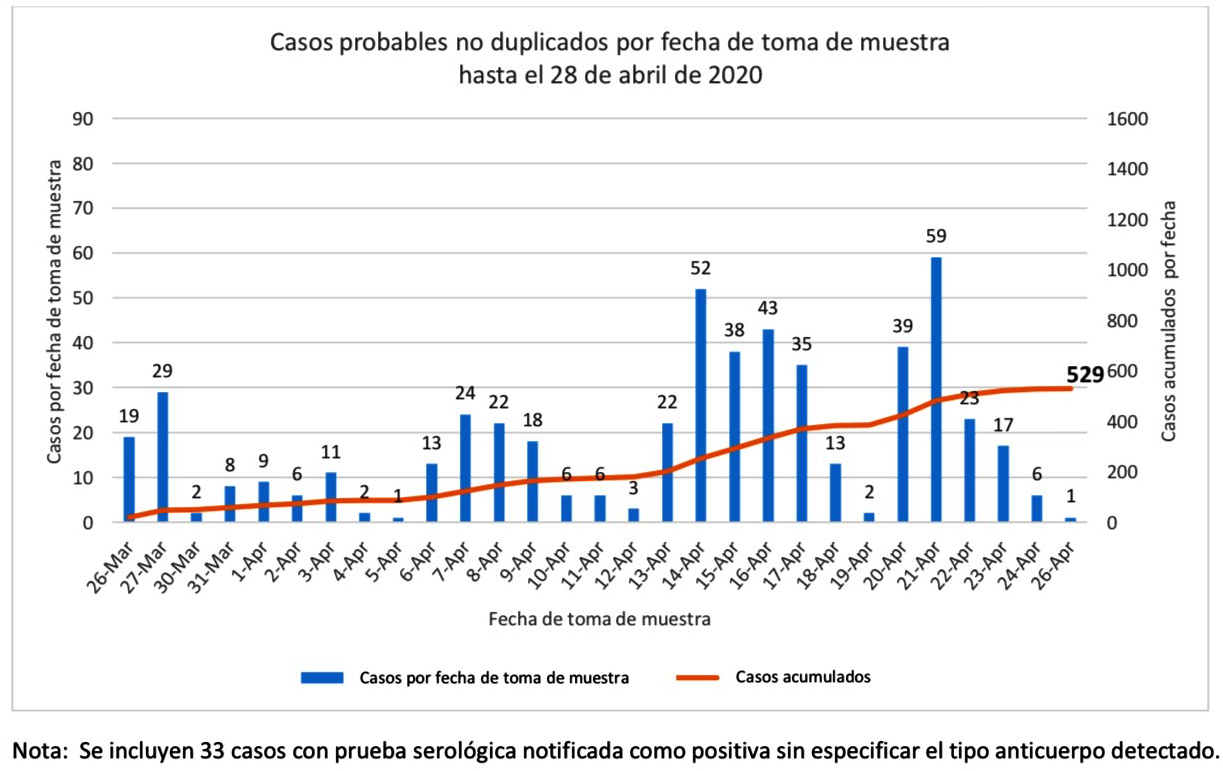 Casos probables no duplicados por fecha de toma de muestra
hasta el 28 de abril de 2020
Casos por fecha de toma de muestra
90
80
70
60
50
40
30
20
10
0
1600
1400
1200
1000
800
600
400
200
0
Casos acumulados por fecha
19
29
2
8
9
6
11
2
1
13
24
22
18
6
6
3
22
52
38
43
35
13
2
39
59
23
17
6
1
529
26-Mar
27-Mar
30-Mar
31-Mar
1-Apr
2-Apr
3-Apr
4-Apr
5-Apr
6-Apr
7-Apr
8-Apr
9-Apr
10-Apr
11-Apr
12-Apr
13-Apr
14-Apr
15-Apr
16-Apr
17-Apr
18-Apr
19-Apr
20-Apr
21-Apr
22-Apr
23-Apr
24-Apr
26-Apr
Fecha de toma de muestra
Casos por fecha de toma de muestra
Casos acumulados
Nota: Se incluyen 33 casos con prueba serológica notificada como positiva sin especificar el tipo anticuerpo detectado.